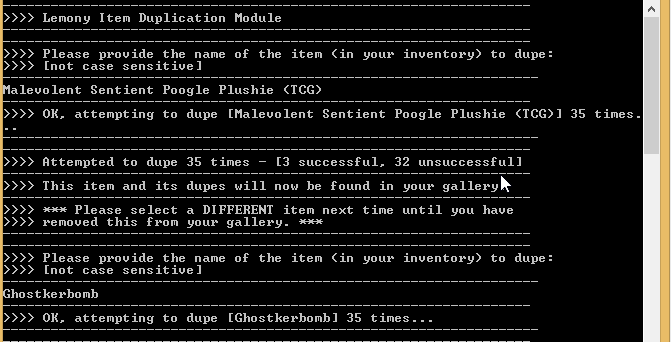 >>>> Lemony Item Duplication Module
>>>> Please provide the name of the item (in your inventory) to dupe:
>>>> [not case sensitive]
Malevolent Sentient Poogle Plushie (TCG)
>>>> OK, attempting to dupe [Malevolent Sentient Poogle Plushie (TCG)] 35 times.
..
>>>> Attempted to dupe 35 times - [3 successful, 32 unsuccessful]
>>>> This item and its dupes will now be found in your gallery
>>>> *** Please select a DIFFERENT item next time until you have
>>>> removed this from your gallery. ***
>>>> Please provide the name of the item (in your inventory) to dupe:
>>>> [not case sensitive]
Ghostkerbomb
>>>> OK, attempting to dupe [Ghostkerbomb] 35 times...